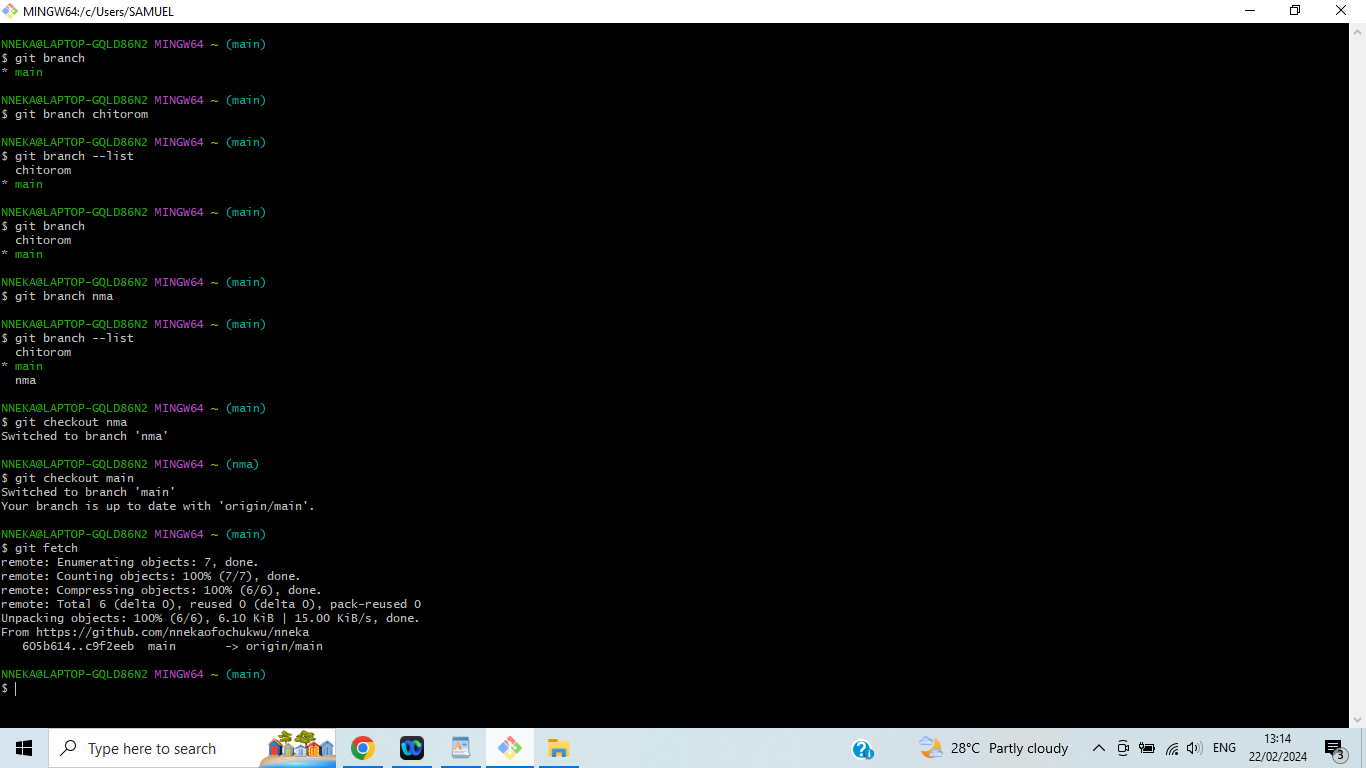 MINGW64:/c/Users/SAMUEL
NNEKA@LAPTOP-GQLD86N2 MINGW64 ~ (main)
$ git branch
* main
NNEKA@LAPTOP-GQLD86N2 MINGW64 ~ (main)
$ git branch chitorom
NNEKA@LAPTOP-GQLD86N2 MINGW64 ~ (main)
$ git branch --list
  chitorom
* main
NNEKA@LAPTOP-GQLD86N2 MINGW64 ~ (main)
$ git branch
  chitorom
* main
NNEKA@LAPTOP-GQLD86N2 MINGW64 ~ (main)
$ git branch nma
NNEKA@LAPTOP-GQLD86N2 MINGW64 ~ (main)
$ git branch --list
  chitorom
* main
  nma
NNEKA@LAPTOP-GQLD86N2 MINGW64 ~ (main)
$ git checkout nma
Switched to branch 'nma'
NNEKA@LAPTOP-GQLD86N2 MINGW64 ~ (nma)
$ git checkout main
Switched to branch 'main'
Your branch is up to date with 'origin/main'.
NNEKA@LAPTOP-GQLD86N2 MINGW64 ~ (main)
$ git fetch
remote: Enumerating objects: 7, done.
remote: Counting objects: 100% (7/7), done.
remote: Compressing objects: 100% (6/6), done.
remote: Total 6 (delta 0), reused 0 (delta 0), pack-reused 0
Unpacking objects: 100% (6/6), 6.10 KiB | 15.00 KiB/s, done.
From https://github.com/nnekaofochukwu/nneka
   605b614..c9f2eeb  main       -> origin/main
NNEKA@LAPTOP-GQLD86N2 MINGW64 ~ (main)
$
Type here to search
28°C Partly cloudy
ENG
13:14
22/02/2024
3